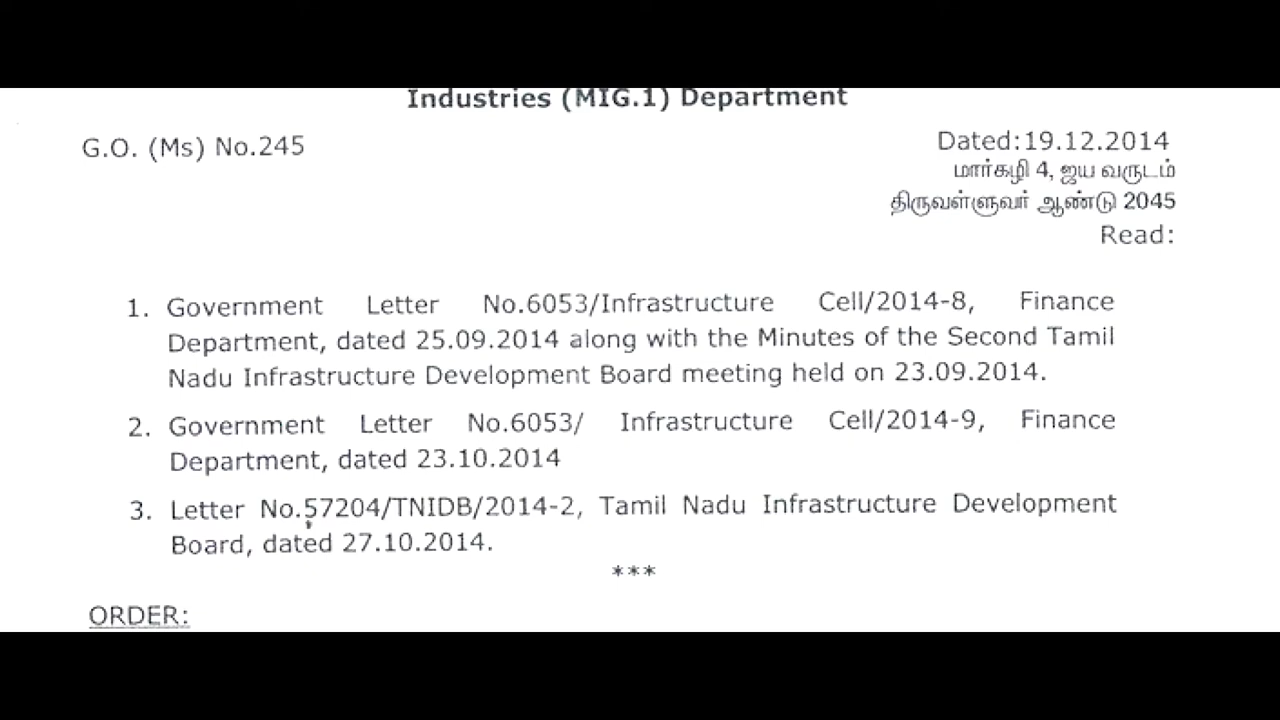 Industries (MIG.1) Department
G.O. (Ms) No.245
Dated:19.12.2014
மார்கழி 4, ஜய வருடம்
திருவள்ளுவர் ஆண்டு 2045
Read:
1. Government Letter No.6053/Infrastructure Cell/2014-8, Finance
Department, dated 25.09.2014 along with the Minutes of the Second Tamil
Nadu Infrastructure Development Board meeting held on 23.09.2014.
2. Government Letter No.6053/ Infrastructure Cell/2014-9, Finance
Department, dated 23.10.2014
3. Letter No.57204/TNIDB/2014-2, Tamil Nadu Infrastructure Development
Board, dated 27.10.2014.
***
ORDER: